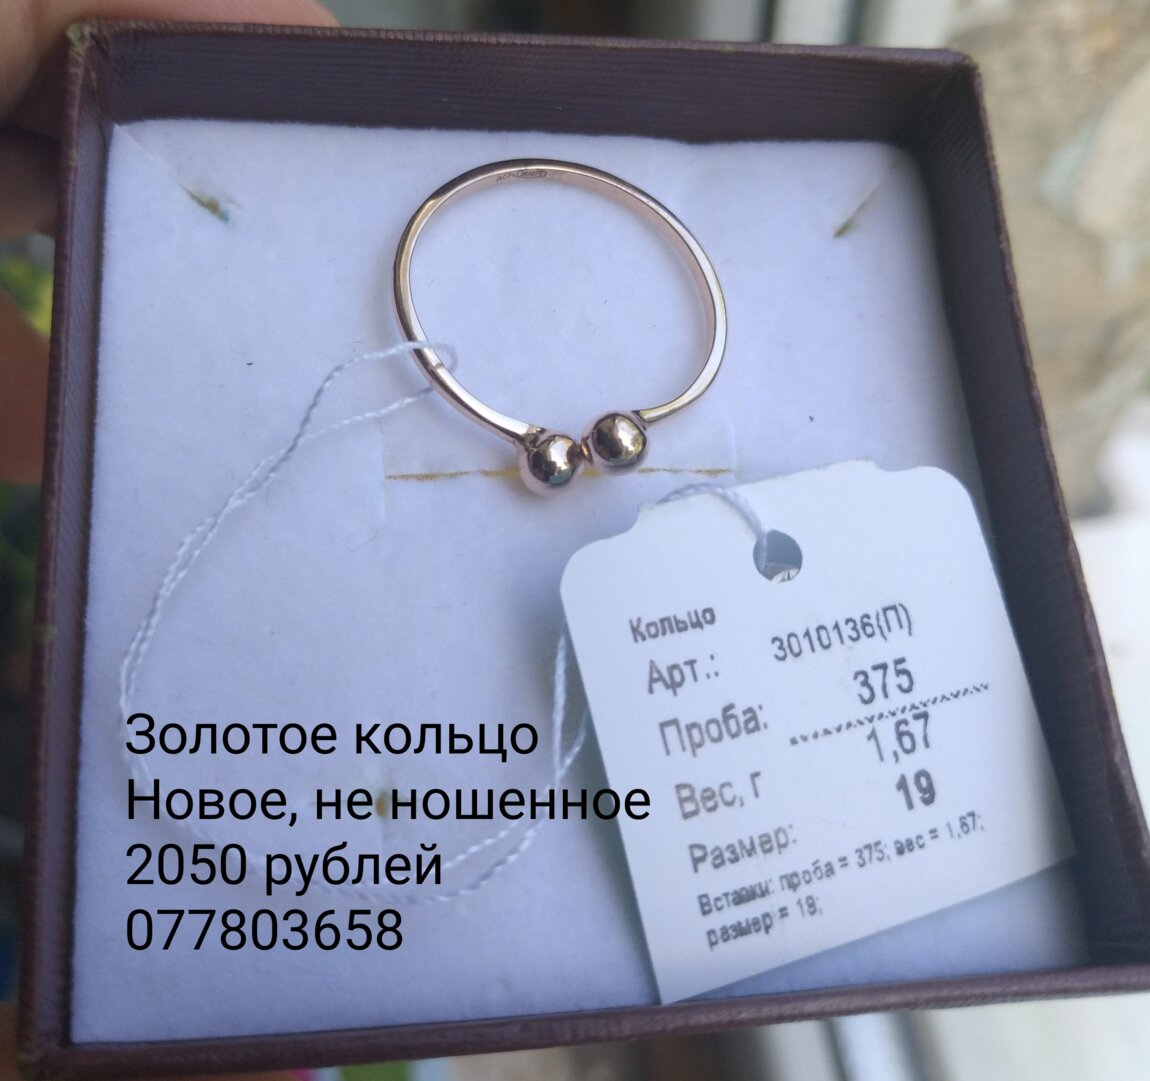 Кольцо
Арт.: 3010136(П)
Проба: 375
Вес, г 1,67
Размер: 19
Вставки: проба = 375; вес = 1,67;
размер = 19;
Золотое кольцо
Новое, не ношенное
2050 рублей
077803658